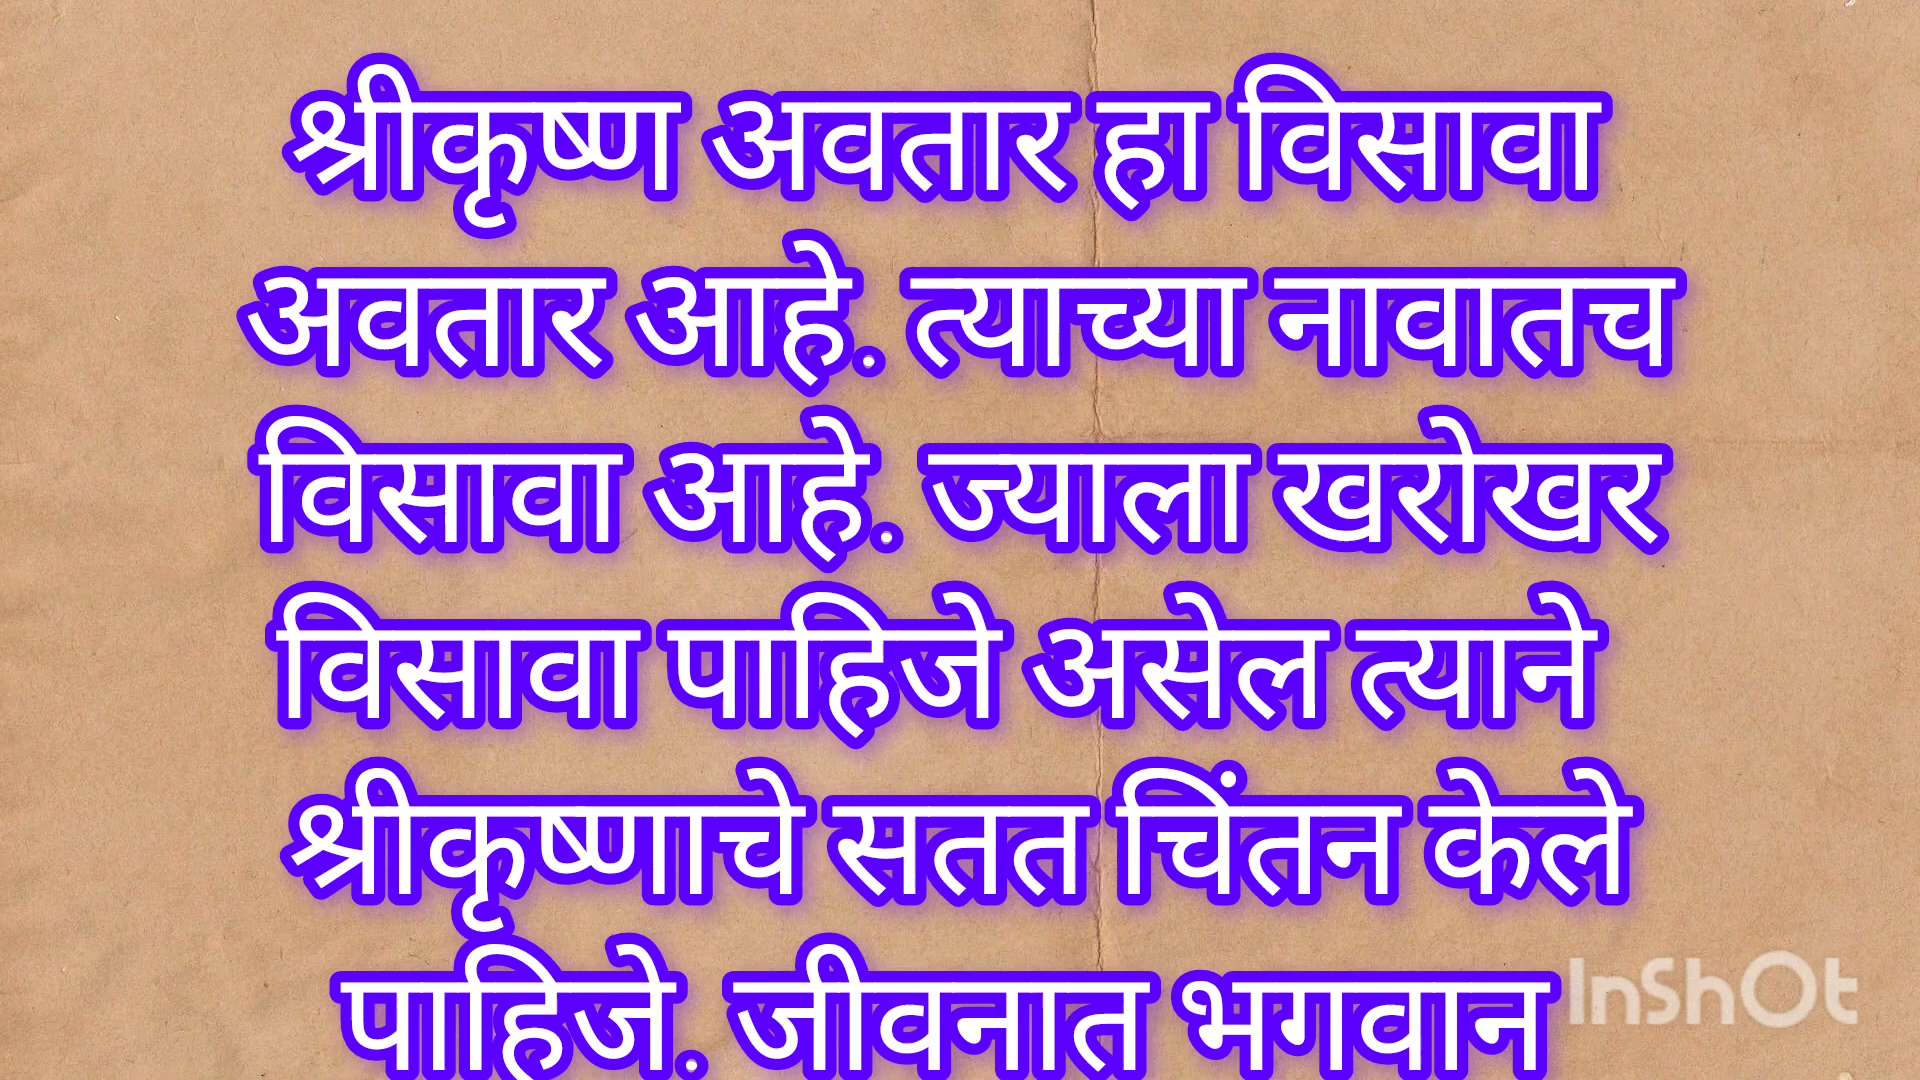 श्रीकृष्ण अवतार हा विसावा
अवतार आहे. त्याच्या नावातच
विसावा आहे. ज्याला खरोखर
विसावा पाहिजे असेल त्याने
श्रीकृष्णाचे सतत चिंतन केले
पाहिजे. जीवनात भगवान
InShOt